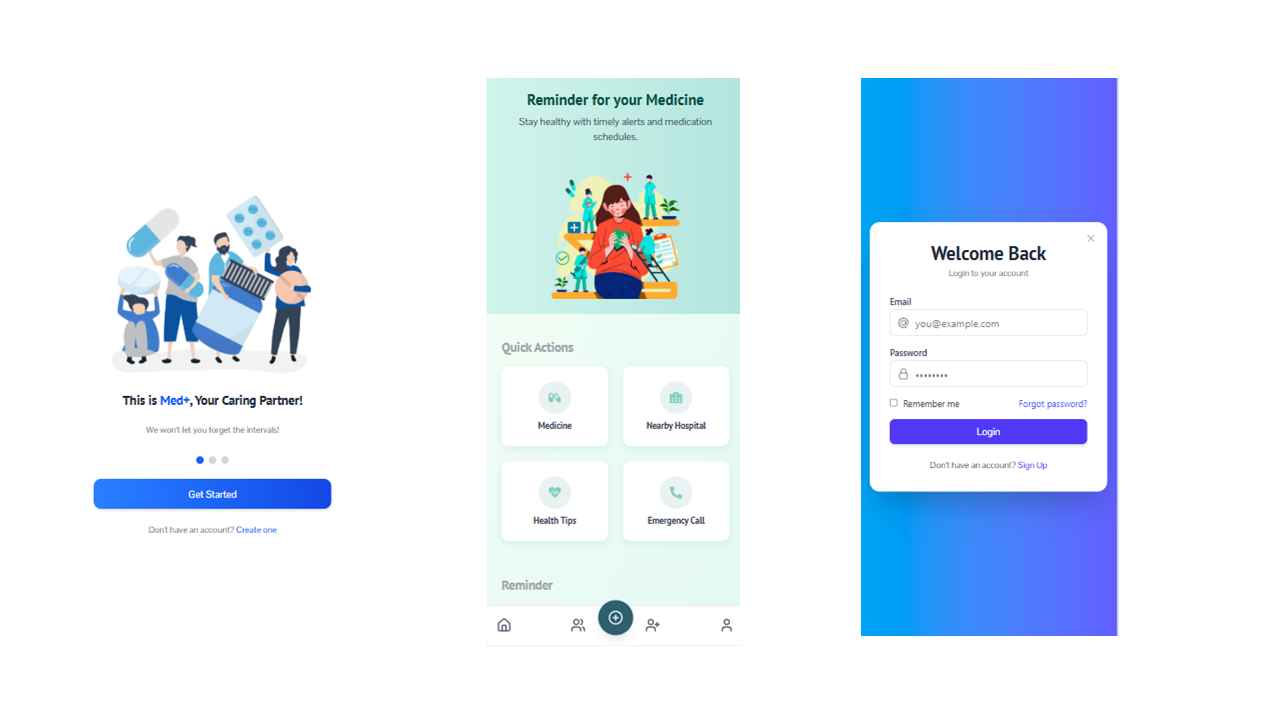 This is Med+, Your Caring Partner!
We won't let you forget the intervals!
Get Started
Don't have an account? Create one
Reminder for your Medicine
Stay healthy with timely alerts and medication
schedules.
Quick Actions
Medicine
Nearby Hospital
Health Tips
Emergency Call
Reminder
Welcome Back
Login to your account
Email
you@example.com
Password
••••••••
Remember me
Forgot password?
Login
Don't have an account? Sign Up